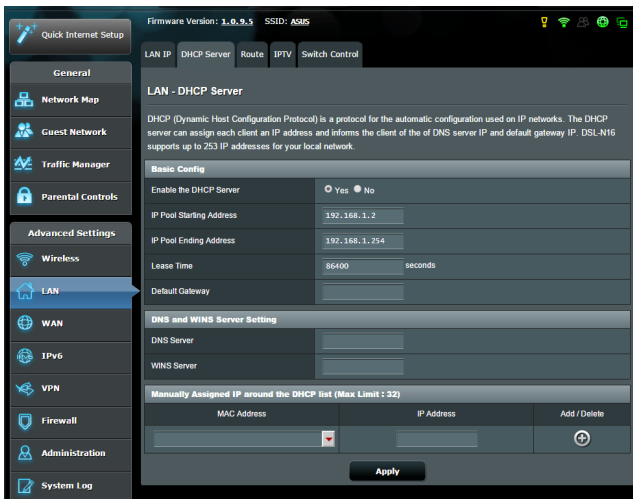 Quick Internet Setup
General
Network Map
Guest Network
Traffic Manager
Parental Controls
Advanced Settings
Wireless
LAN
WAN
IPv6
VPN
Firewall
Administration
System Log
Firmware Version: 1.0.9.5 SSID: ASUS
LAN IP DHCP Server Route IPTV Switch Control
LAN - DHCP Server
DHCP (Dynamic Host Configuration Protocol) is a protocol for the automatic configuration used on IP networks. The DHCP
server can assign each client an IP address and informs the client of the of DNS server IP and default gateway IP. DSL-N16
supports up to 253 IP addresses for your local network.
Basic Config
Enable the DHCP Server Yes No
IP Pool Starting Address 192.168.1.2
IP Pool Ending Address 192.168.1.254
Lease Time 86400 seconds
Default Gateway
DNS and WINS Server Setting
DNS Server
WINS Server
Manually Assigned IP around the DHCP list (Max Limit : 32)
MAC Address IP Address Add / Delete
Apply